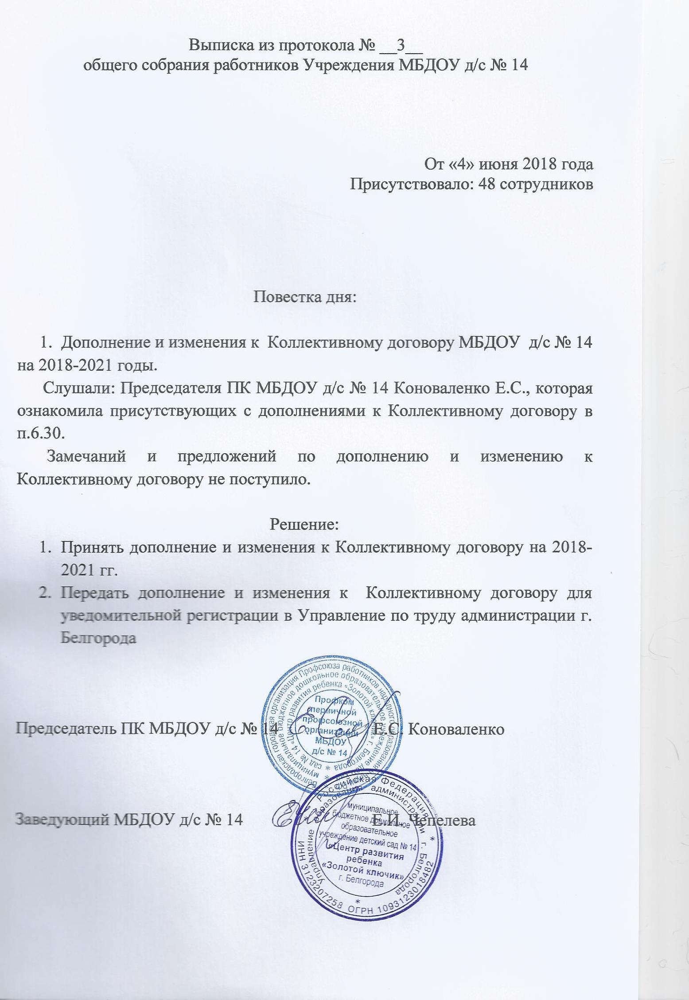 Выписка из протокола № __3__
общего собрания работников Учреждения МБДОУ д/с № 14
От «4» июня 2018 года
Присутствовало: 48 сотрудников
Повестка дня:
1. Дополнение и изменения к Коллективному договору МБДОУ д/с № 14
на 2018-2021 годы.
Слушали: Председателя ПК МБДОУ д/с № 14 Коноваленко Е.С., которая
ознакомила присутствующих с дополнениями к Коллективному договору в
п.6.30.
Замечаний и предложений по дополнению и изменению к
Коллективному договору не поступило.
Решение:
1. Принять дополнение и изменения к Коллективному договору на 2018-
2021 гг.
2. Передать дополнение и изменения к Коллективному договору для
уведомительной регистрации в Управление по труду администрации г.
Белгорода
Председатель ПК МБДОУ д/с № 14 Е.С. Коноваленко
Белгородская городская организация Профсоюза работников народного образования и науки РФ
муниципальное бюджетное дошкольное образовательное учреждение детский
сад № 14 «Центр развития ребенка «Золотой ключик» г. Белгорода
Профком
первичной
профсоюзной
организации
МБДОУ
д/с № 14
Заведующий МБДОУ д/с № 14 Е.И. Чепелева
Российская Федерация
Управление образования администрации г. Белгорода
ИНН 3123207258 ОГРН 1093123018482
муниципальное
бюджетное дошкольное
образовательное
учреждение детский сад № 14
«Центр развития
ребенка
«Золотой ключик»
г. Белгорода